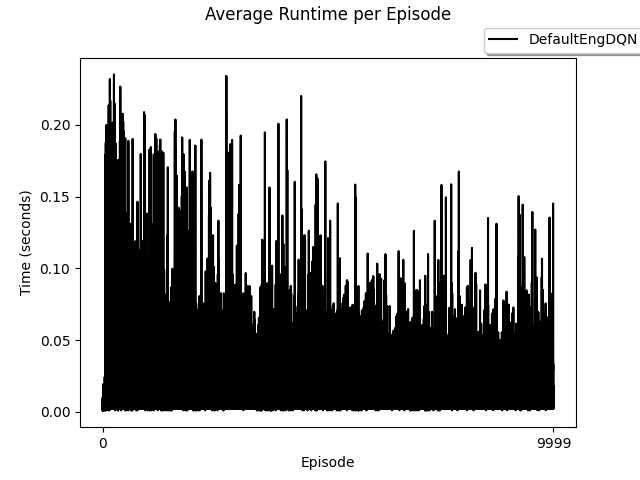 Average Runtime per Episode
DefaultEngDQN
0.20
0.15
0.10
0.05
0.00
Time (seconds)
0
9999
Episode